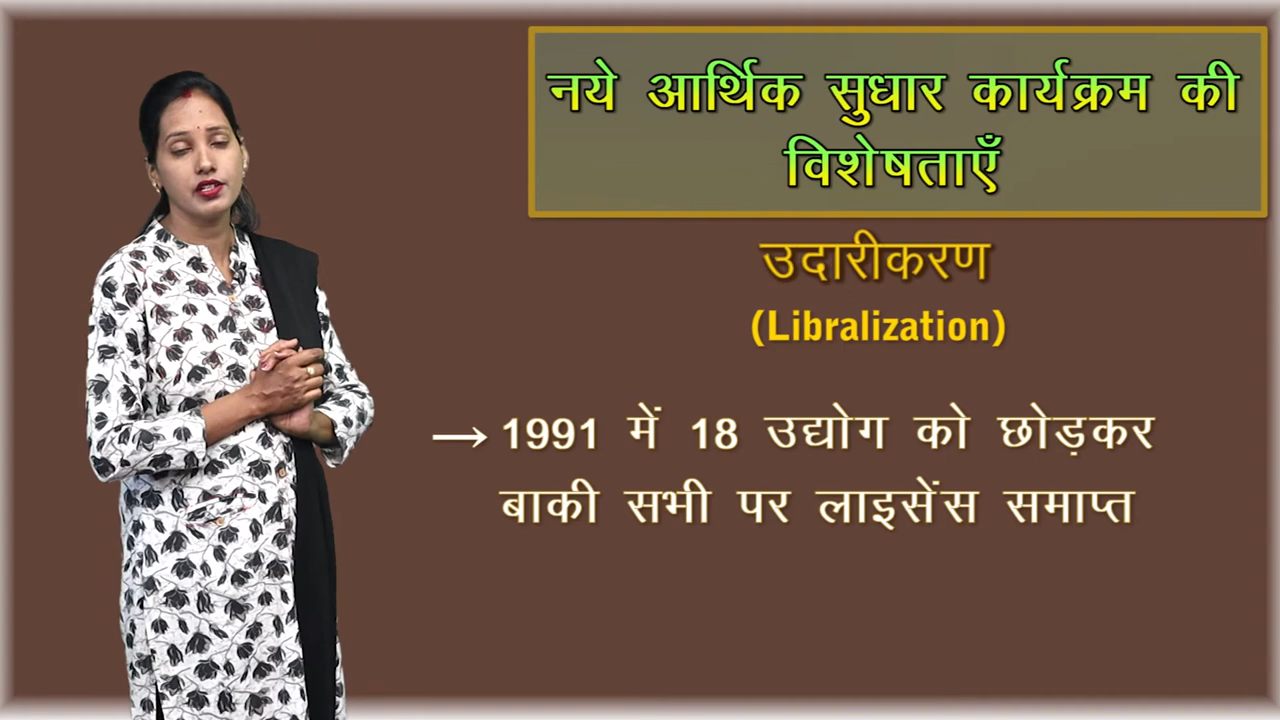 नये आर्थिक सुधार कार्यक्रम की
विशेषताएँ
उदारीकरण
(Libralization)
→ 1991 में 18 उद्योग को छोड़कर
बाकी सभी पर लाइसेंस समाप्त